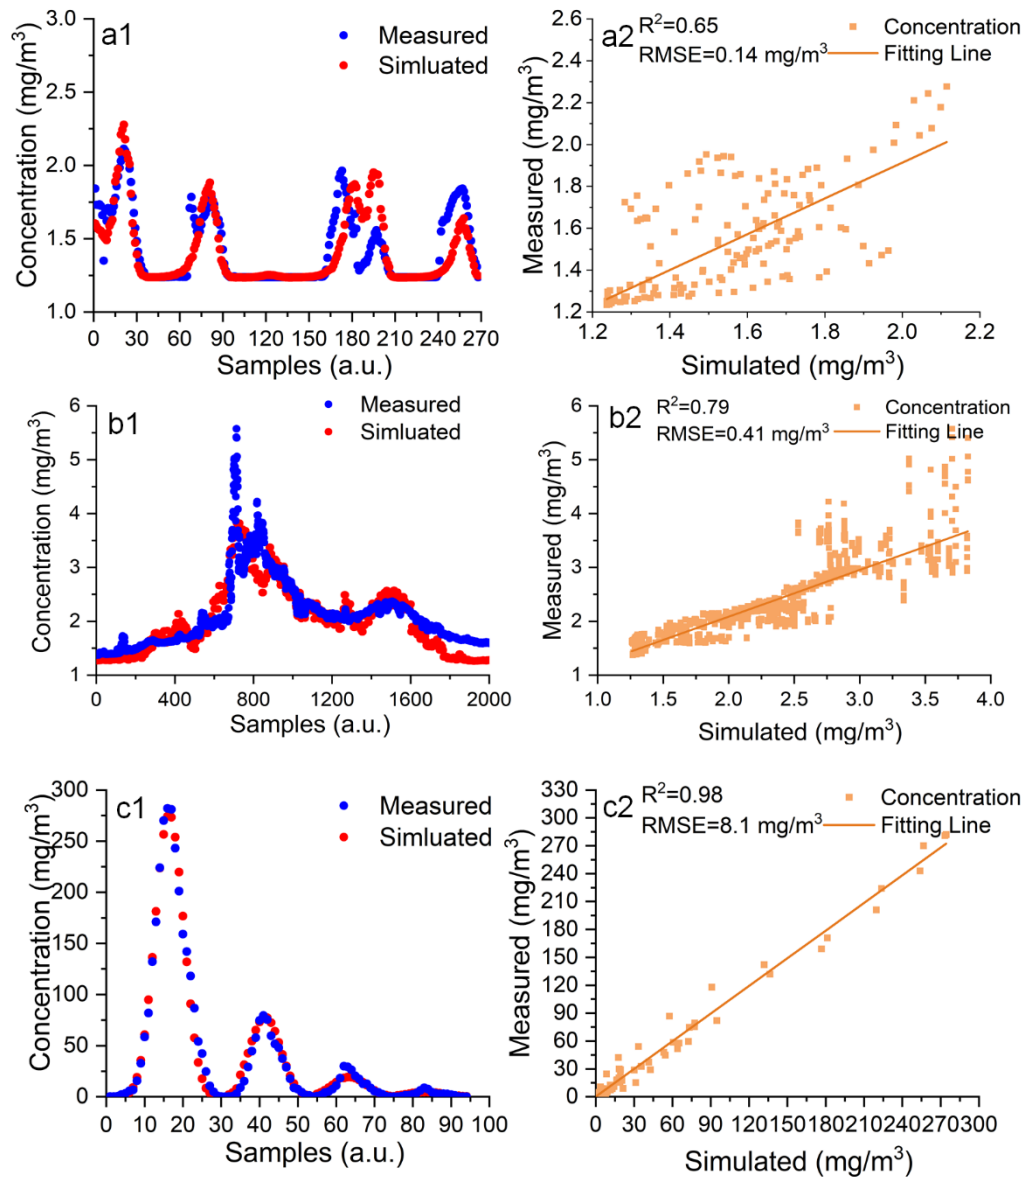 a1
Measured
Simluated
Concentration (mg/m³)
3.0
2.5
2.0
1.5
1.0
0 30 60 90 120 150 180 210 240 270
Samples (a.u.)
a2
R²=0.65
RMSE=0.14 mg/m³
Concentration
Fitting Line
Measured (mg/m³)
2.6
2.4
2.2
2.0
1.8
1.6
1.4
1.2
1.2 1.4 1.6 1.8 2.0 2.2
Simulated (mg/m³)
b1
Measured
Simluated
Concentration (mg/m³)
6
5
4
3
2
1
0 400 800 1200 1600 2000
Samples (a.u.)
b2
R²=0.79
RMSE=0.41 mg/m³
Concentration
Fitting Line
Measured (mg/m³)
6
5
4
3
2
1
1.0 1.5 2.0 2.5 3.0 3.5 4.0
Simulated (mg/m³)
c1
Measured
Simluated
Concentration (mg/m³)
300
250
200
150
100
50
0
0 10 20 30 40 50 60 70 80 90 100
Samples (a.u.)
c2
R²=0.98
RMSE=8.1 mg/m³
Concentration
Fitting Line
Measured (mg/m³)
330
300
270
240
210
180
150
120
90
60
30
0
0 30 60 90 120 150 180 210 240 270 300
Simulated (mg/m³)